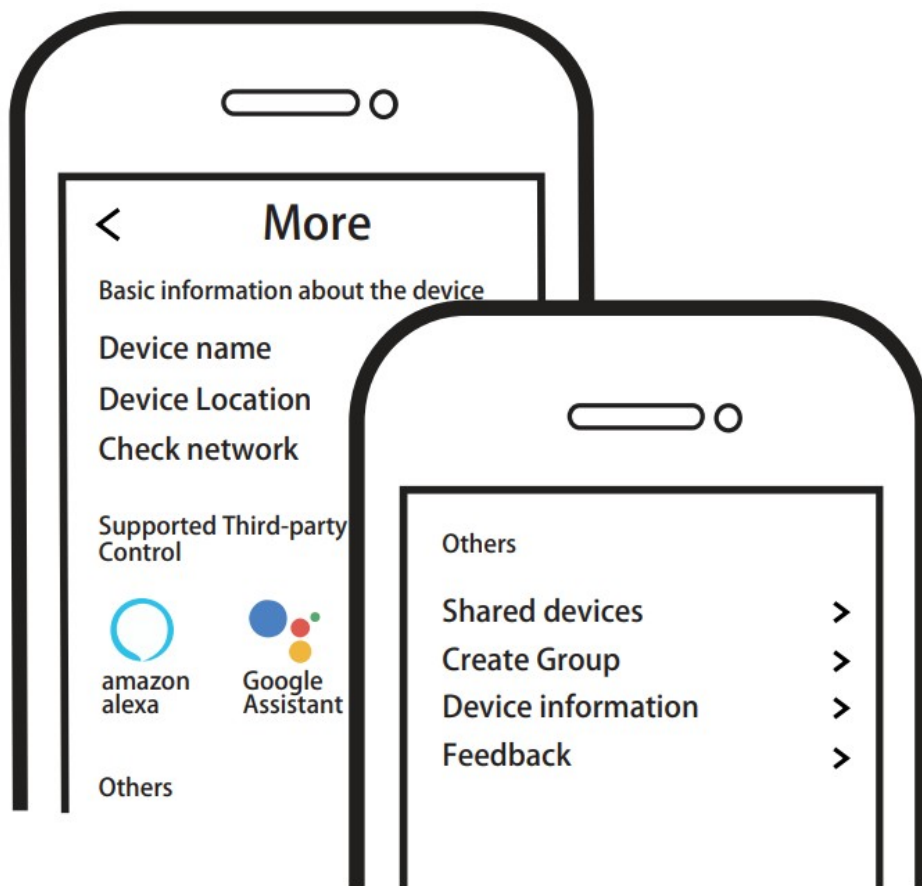 More
Basic information about the device
Device name
Device Location
Check network
Supported Third-party
Control
amazon
alexa
Google
Assistant
Others
Others
Shared devices
Create Group
Device information
Feedback